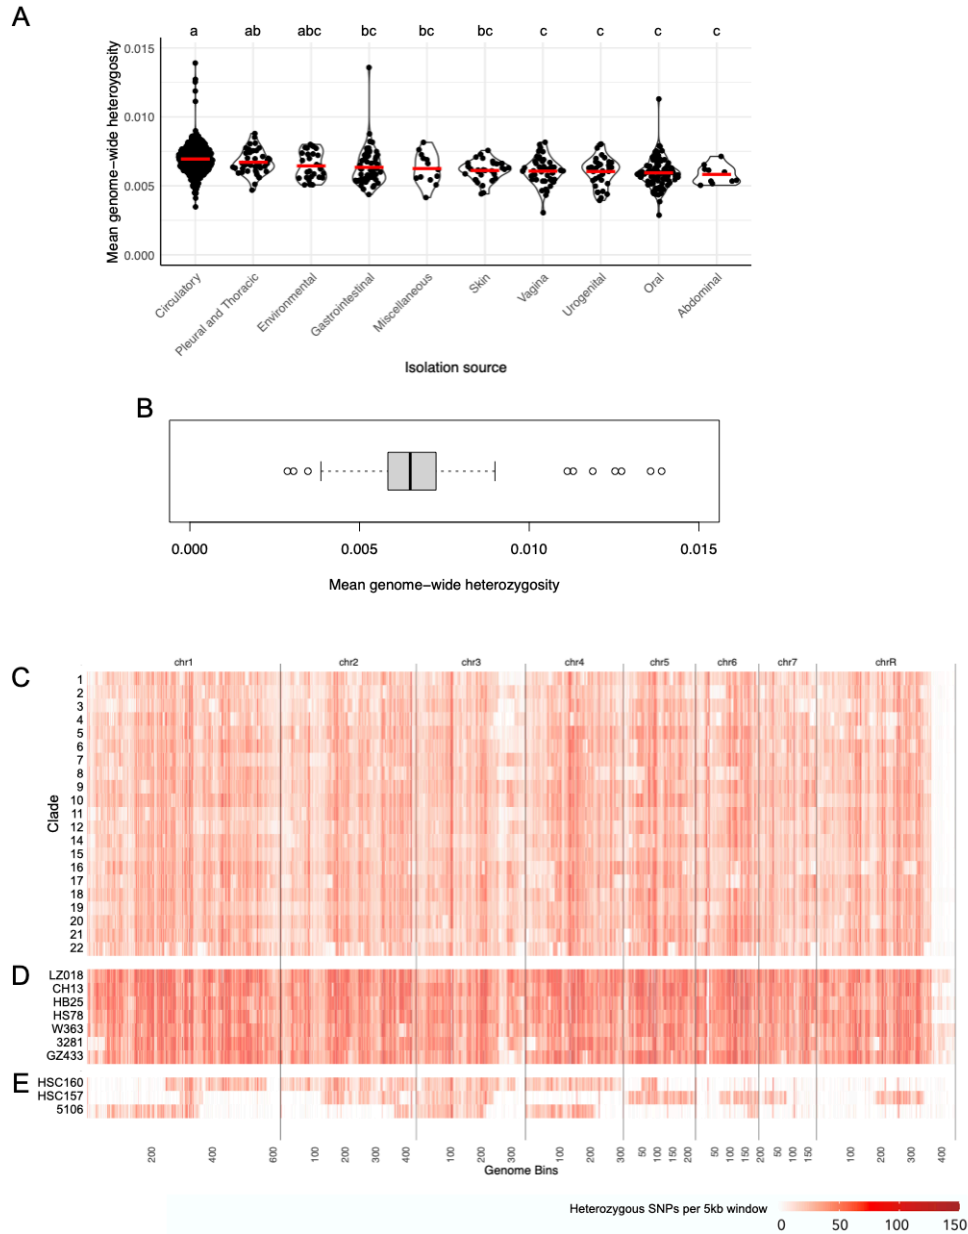 A
a ab abc bc bc bc c c c c
Mean genome–wide heteroygosity
0.015
0.010
0.005
0.000
Circulatory
Pleural and Thoracic
Environmental
Gastrointestinal
Miscellaneous
Skin
Vagina
Urogenital
Oral
Abdominal
Isolation source
B
0.000 0.005 0.010 0.015
Mean genome–wide heterozygosity
C
chr1 chr2 chr3 chr4 chr5 chr6 chr7 chrR
Clade
1
2
3
4
5
6
7
8
9
10
11
12
14
15
16
17
18
19
20
21
22
D
LZ018
CH13
HB25
HS78
W363
3281
GZ433
E
HSC160
HSC157
5106
200 400 600 100 200 300 400 100 200 300 100 200 300 50 100 150 200 50 100 150 200 50 100 150 100 200 300 400
Genome Bins
Heterozygous SNPs per 5kb window
0 50 100 150